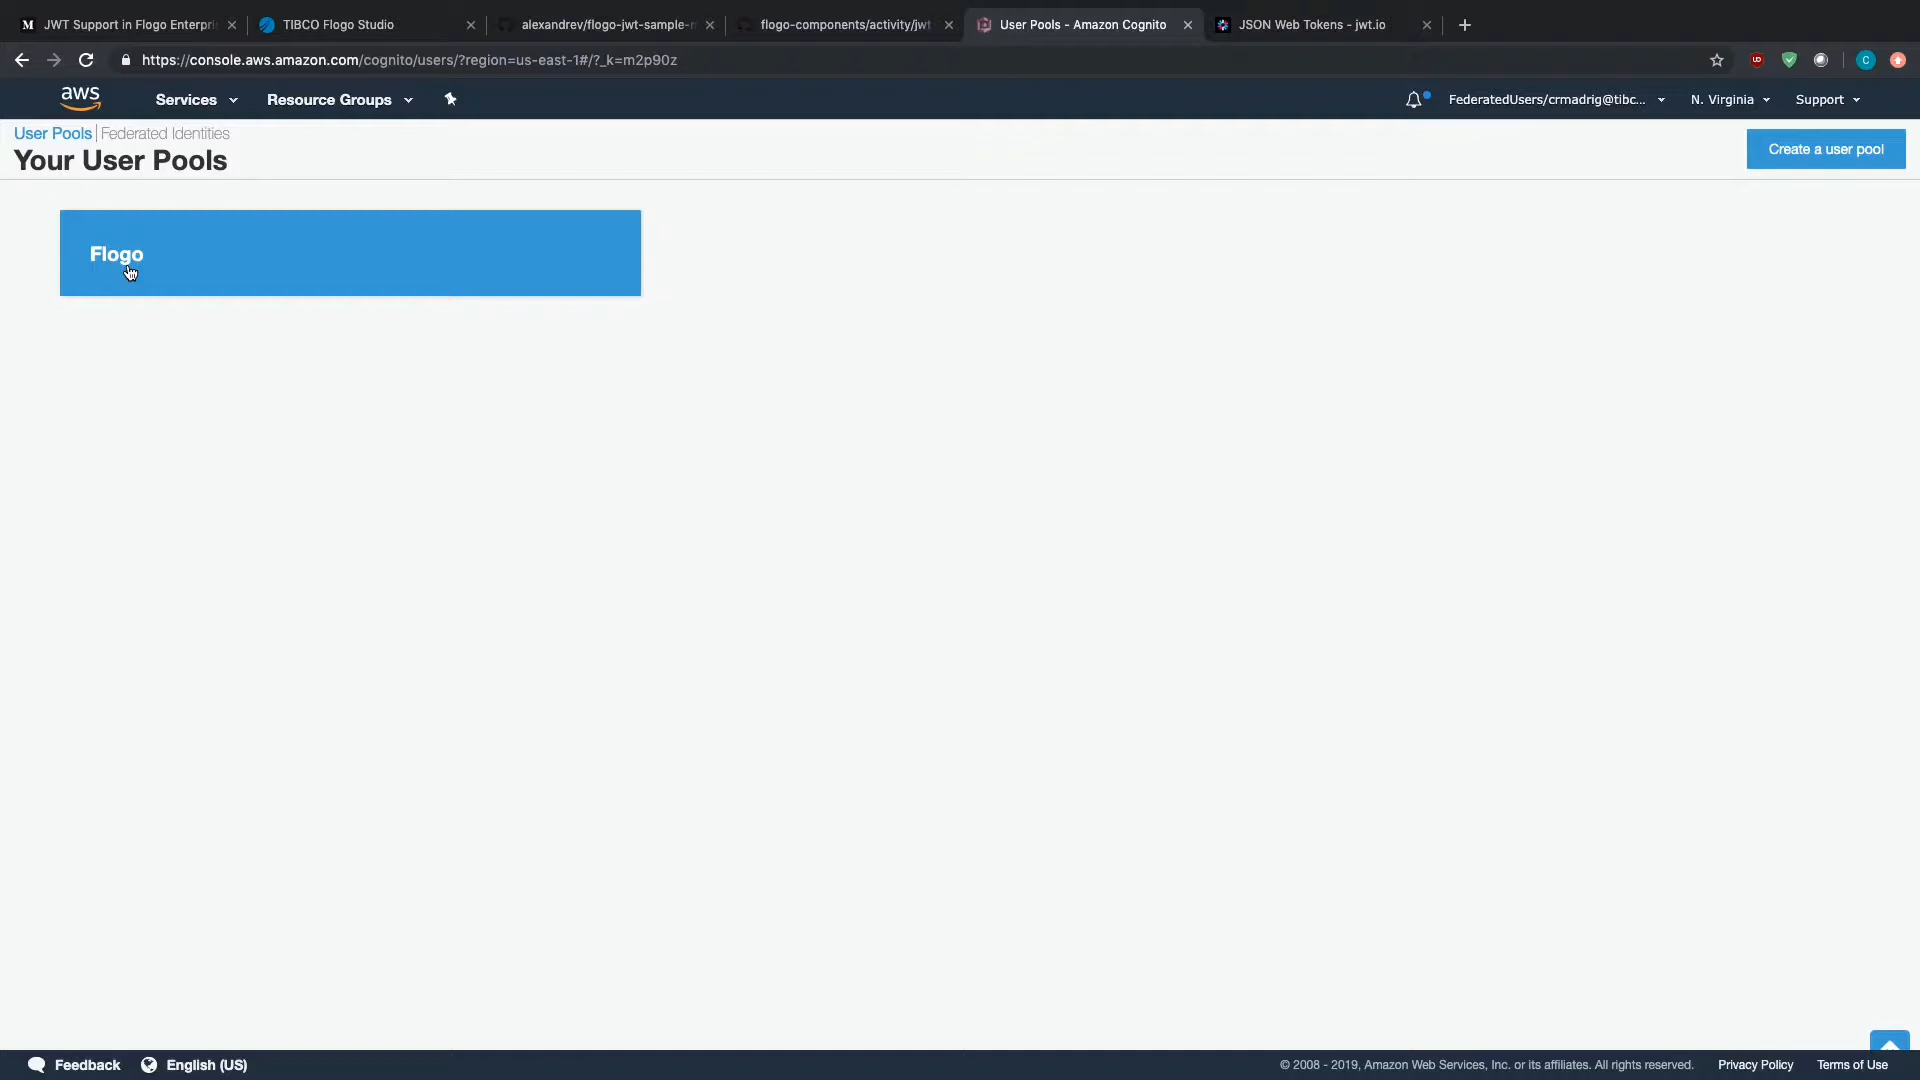 JWT Support in Flogo Enterpri
TIBCO Flogo Studio
alexandrev/flogo-jwt-sample-
flogo-components/activity/jwt
User Pools - Amazon Cognito
JSON Web Tokens - jwt.io
https://console.aws.amazon.com/cognito/users/?region=us-east-1#/?_k=m2p90z
aws
Services
Resource Groups
FederatedUsers/crmadrig@tibc...
N. Virginia
Support
User Pools | Federated Identities
Your User Pools
Create a user pool
Flogo
Feedback
English (US)
© 2008 - 2019, Amazon Web Services, Inc. or its affiliates. All rights reserved.
Privacy Policy
Terms of Use